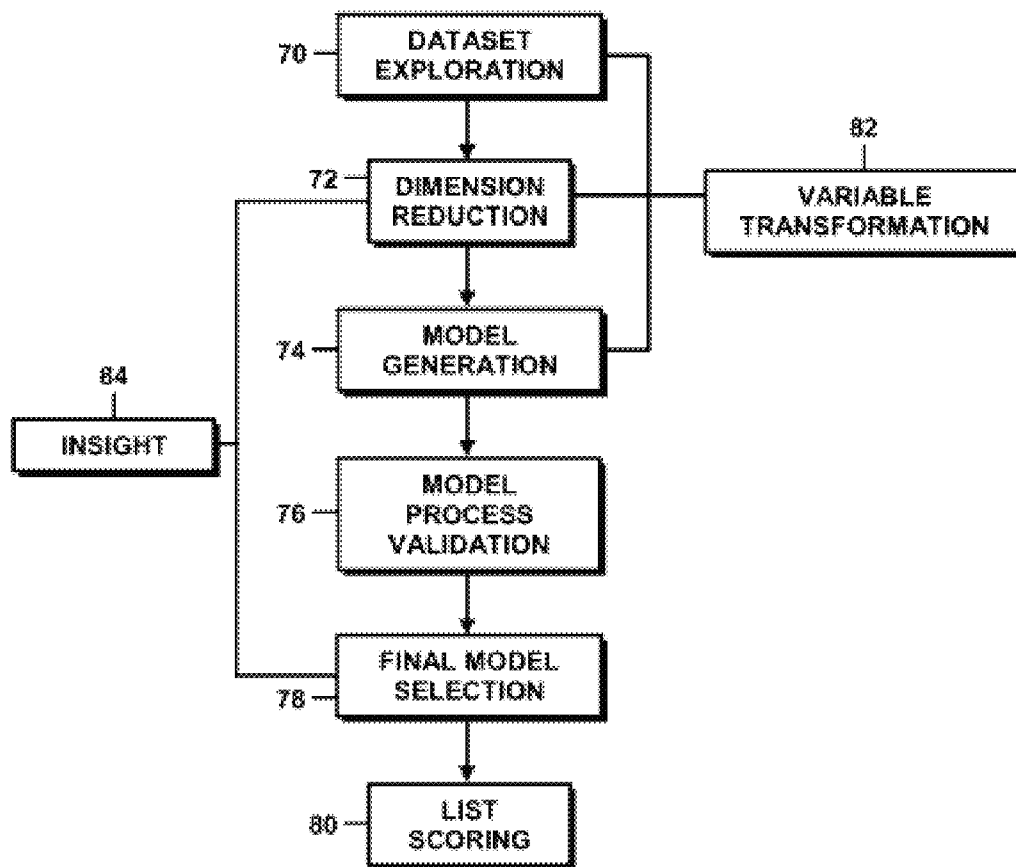 70
DATASET
EXPLORATION
82
72
DIMENSION
REDUCTION
VARIABLE
TRANSFORMATION
74
MODEL
GENERATION
84
INSIGHT
76
MODEL
PROCESS
VALIDATION
FINAL MODEL
SELECTION
78
80
LIST
SCORING